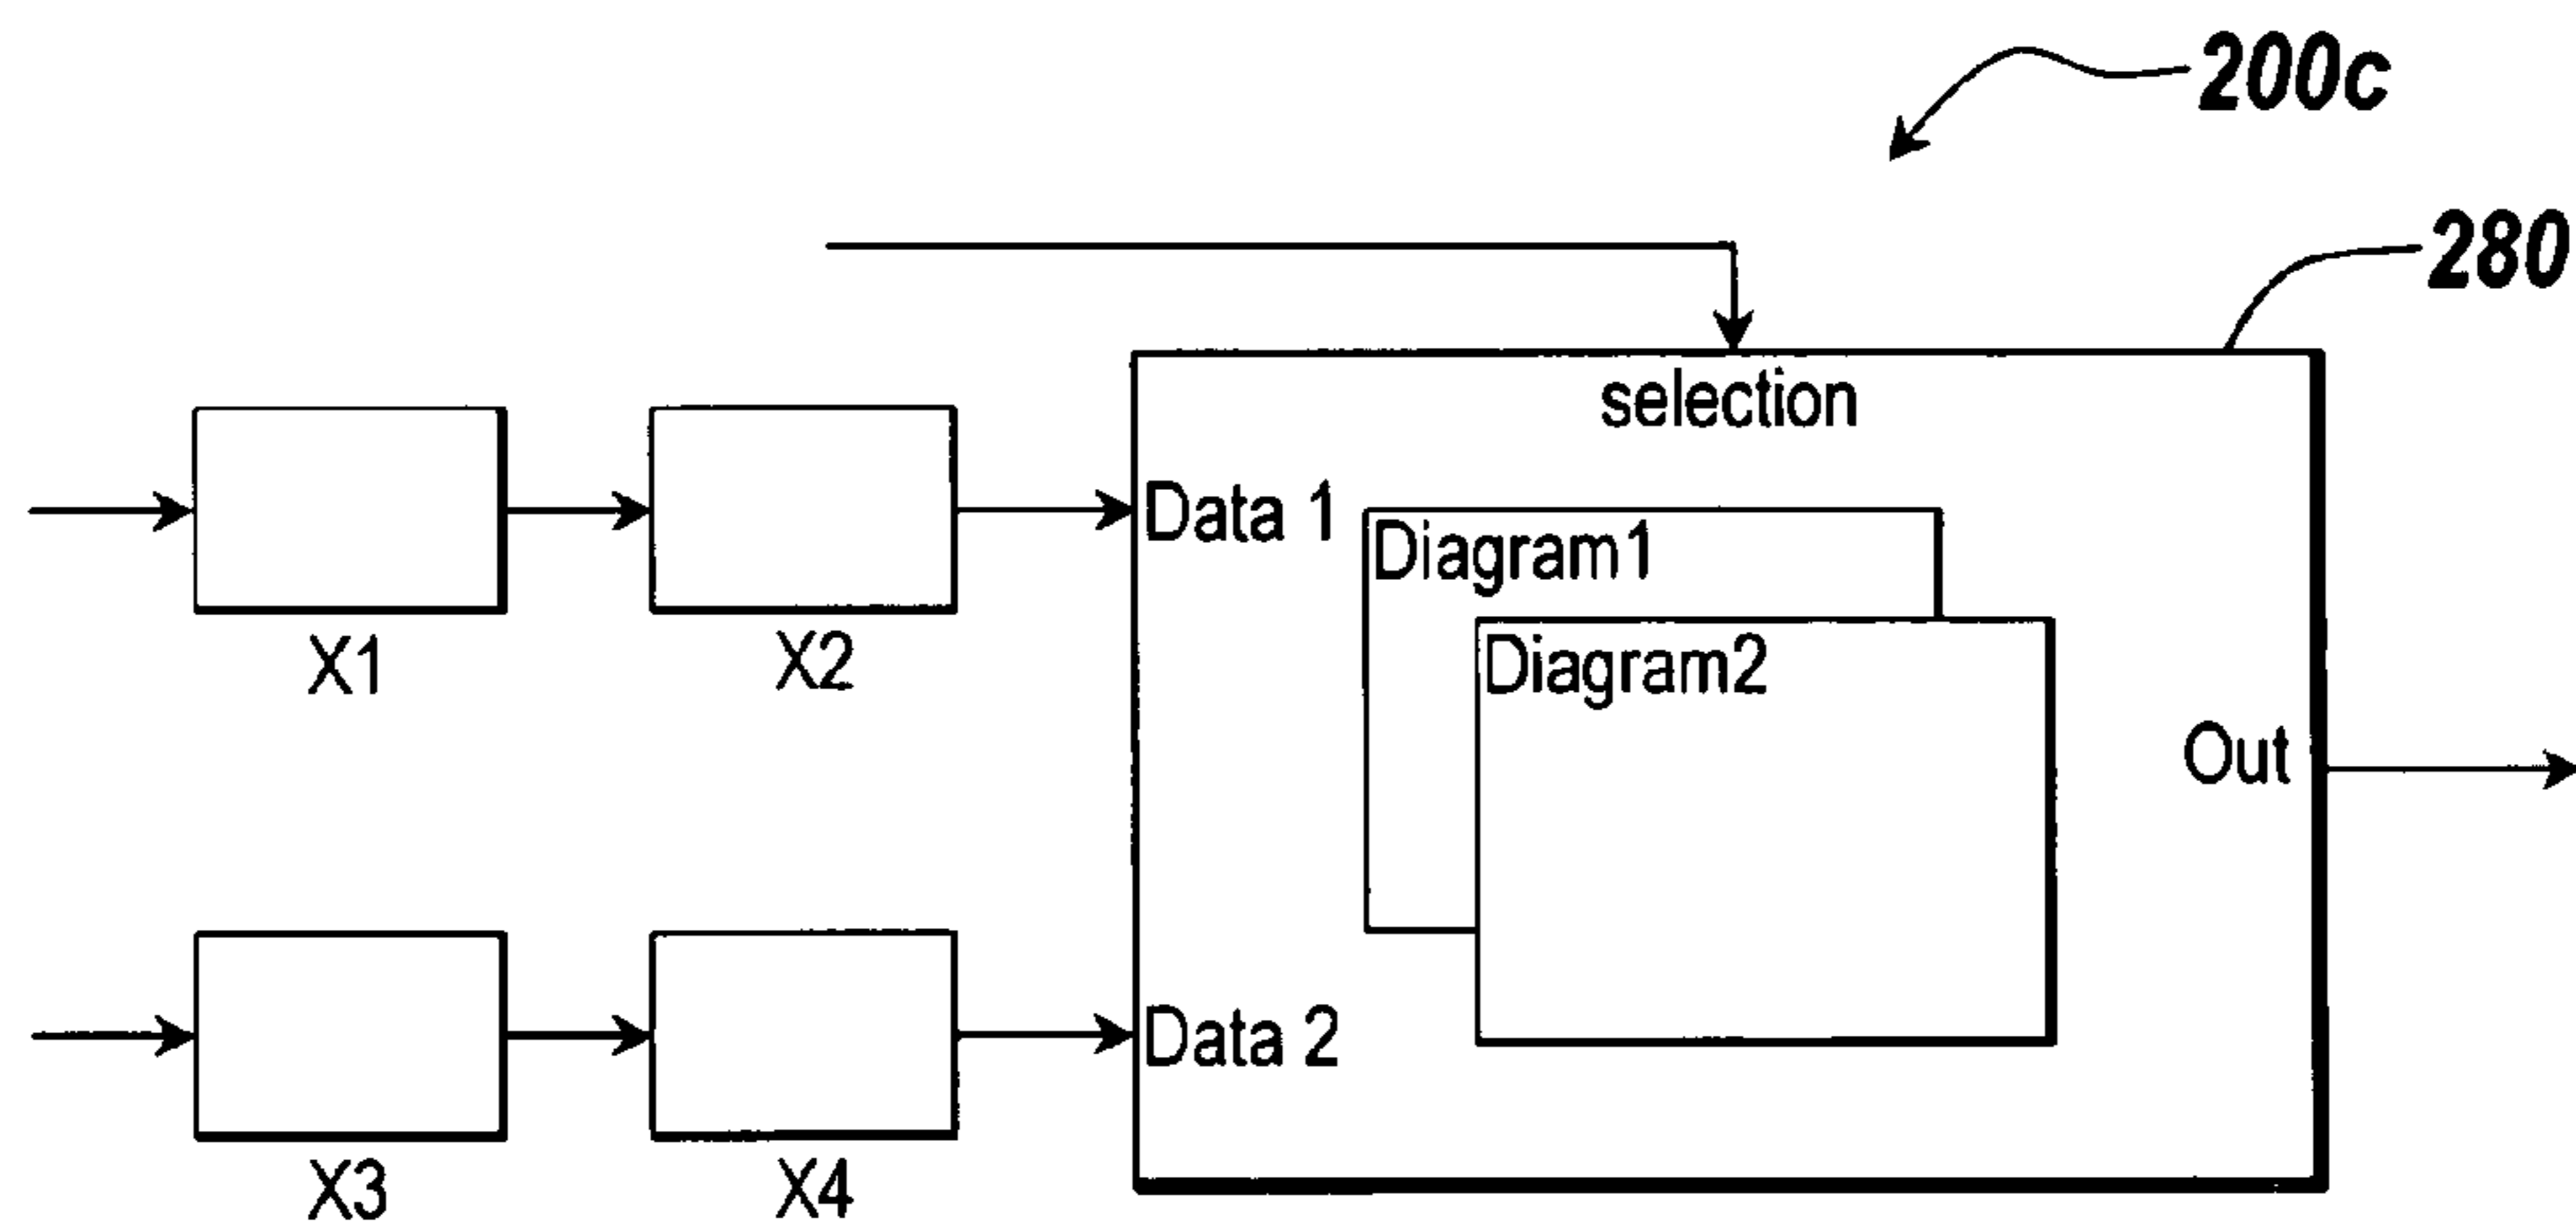 200c
280
selection
Data 1
Diagram1
X1
X2
Diagram2
Out
Data 2
X3
X4